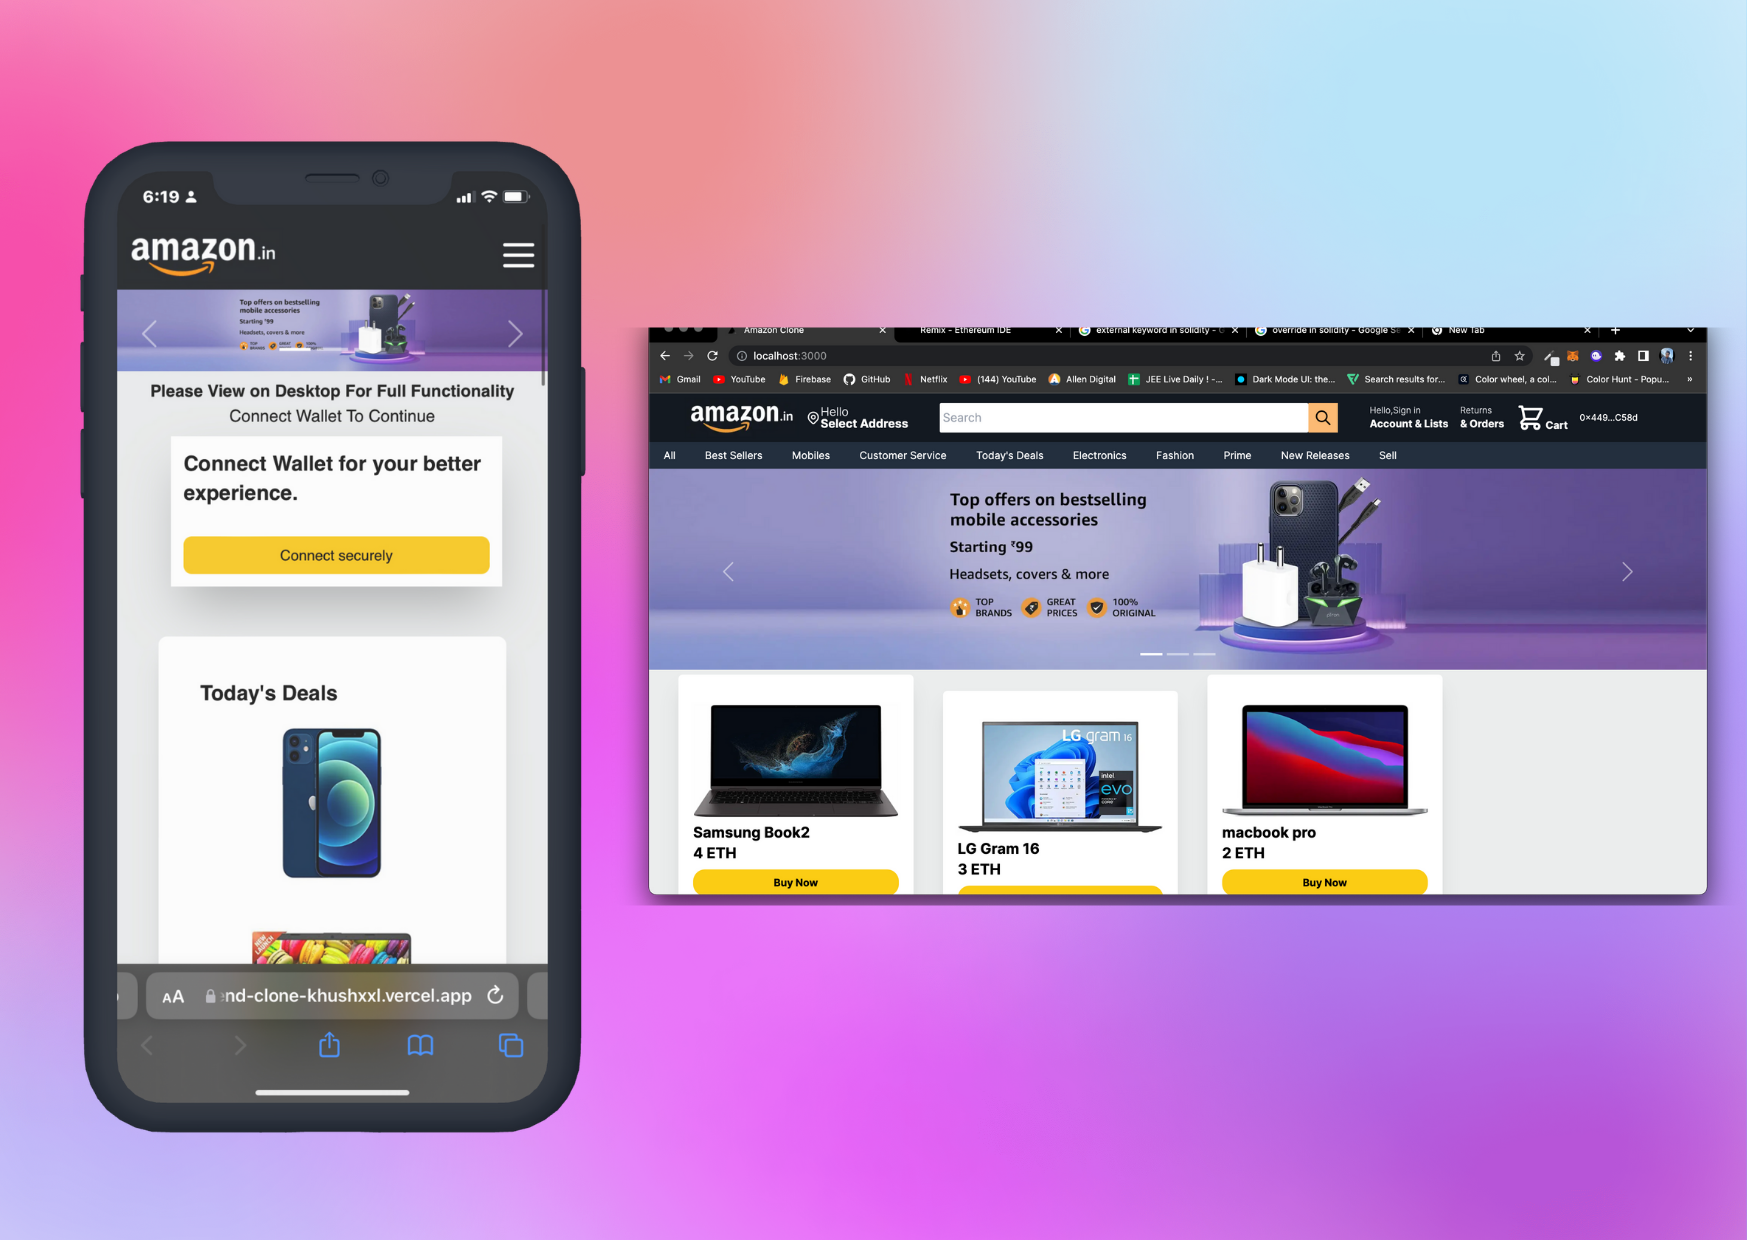 6:19
amazon.in
Top offers on bestselling
mobile accessories
Starting ₹99
Headsets, covers & more
TOP
BRANDS
GREAT
100%
Please View on Desktop For Full Functionality
Connect Wallet To Continue
Connect Wallet for your better
experience.
Connect securely
Today's Deals
NEW
LAUNCH
AA nd-clone-khushxxl.vercel.app
Amazon Clone Remix - Ethereum IDE external keyword in solidity - G override in solidity - Google Se New Tab
localhost:3000
Gmail YouTube Firebase GitHub Netflix (144) YouTube Allen Digital JEE Live Daily ! -... Dark Mode UI: the... Search results for... Color wheel, a col... Color Hunt - Popu... »
amazon.in
Hello
Select Address
Search
Hello,Sign in
Account & Lists
Returns
& Orders
Cart
0×449...C58d
All Best Sellers Mobiles Customer Service Today's Deals Electronics Fashion Prime New Releases Sell
Top offers on bestselling
mobile accessories
Starting ₹99
Headsets, covers & more
TOP
BRANDS
GREAT
PRICES
100%
ORIGINAL
LG gram 16
intel
evo
Samsung Book2
4 ETH
Buy Now
LG Gram 16
3 ETH
macbook pro
2 ETH
Buy Now